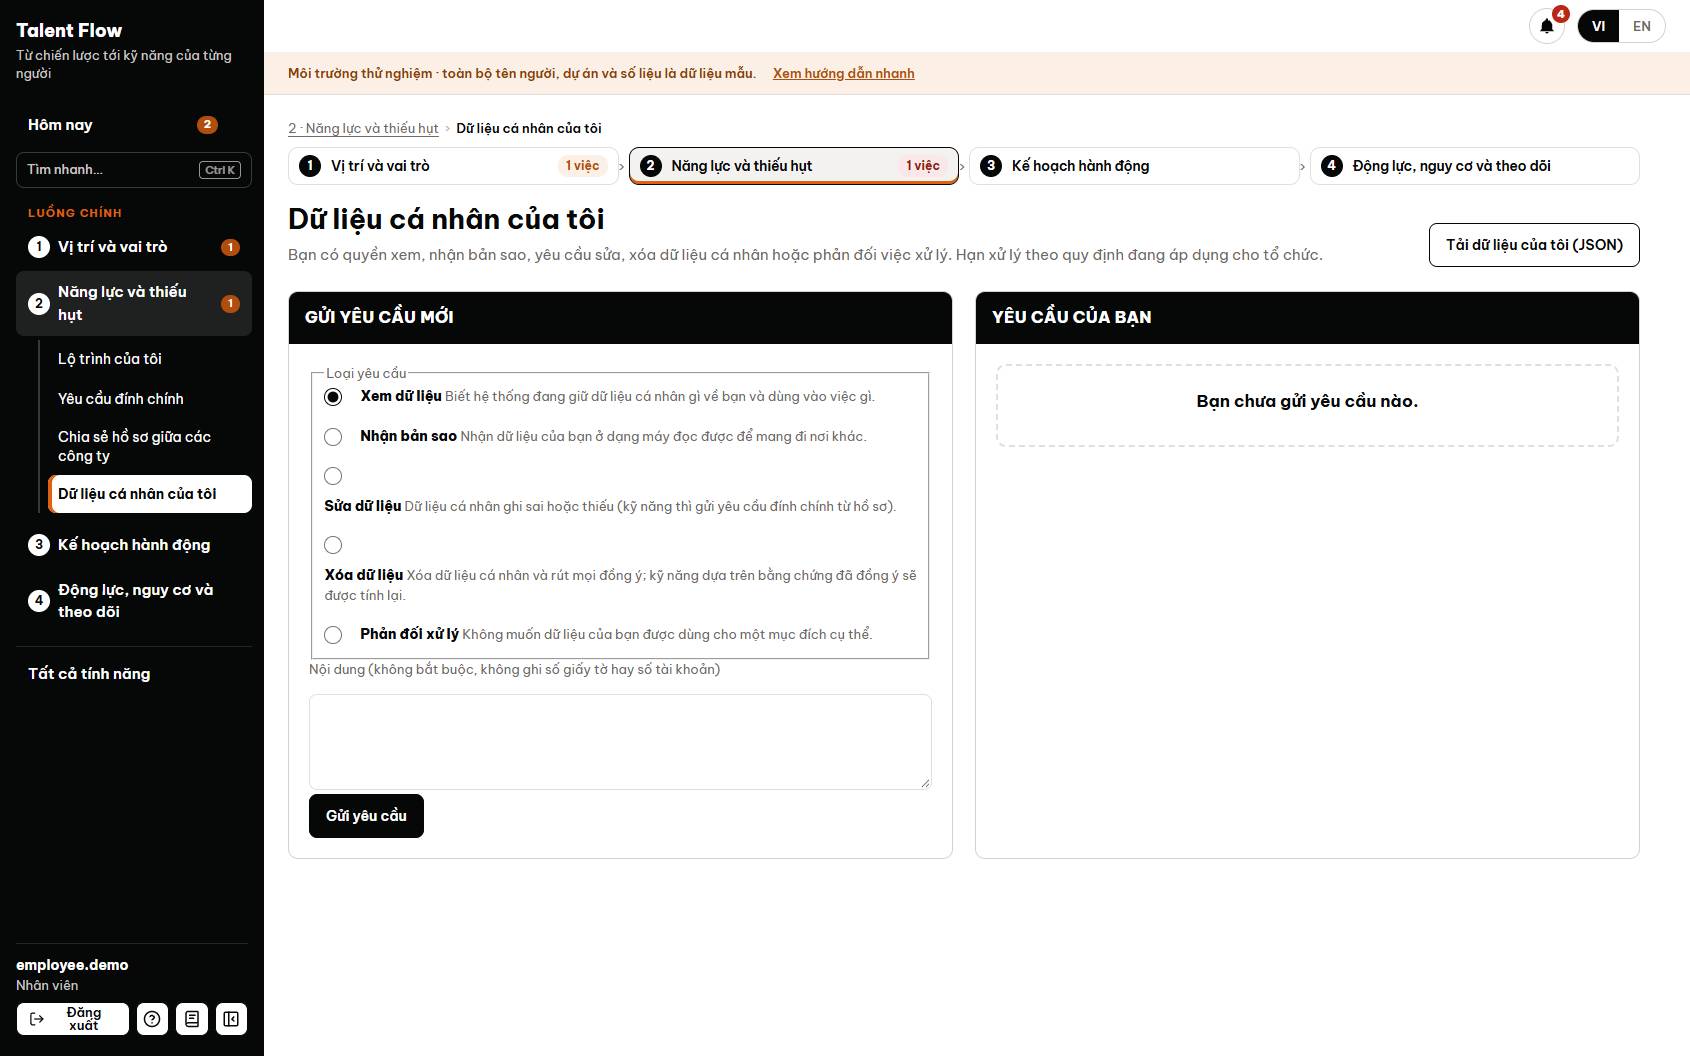 Talent Flow
Từ chiến lược tới kỹ năng của từng
người
Hôm nay
2
Tìm nhanh...
Ctrl K
LUỒNG CHÍNH
1 Vị trí và vai trò 1
2 Năng lực và thiếu
hụt 1
Lộ trình của tôi
Yêu cầu đính chính
Chia sẻ hồ sơ giữa các
công ty
Dữ liệu cá nhân của tôi
3 Kế hoạch hành động
4 Động lực, nguy cơ và
theo dõi
Tất cả tính năng
employee.demo
Nhân viên
Đăng
xuất
4
VI EN
Môi trường thử nghiệm · toàn bộ tên người, dự án và số liệu là dữ liệu mẫu. Xem hướng dẫn nhanh
2 · Năng lực và thiếu hụt › Dữ liệu cá nhân của tôi
1 Vị trí và vai trò 1 việc › 2 Năng lực và thiếu hụt 1 việc › 3 Kế hoạch hành động › 4 Động lực, nguy cơ và theo dõi
Dữ liệu cá nhân của tôi
Bạn có quyền xem, nhận bản sao, yêu cầu sửa, xóa dữ liệu cá nhân hoặc phản đối việc xử lý. Hạn xử lý theo quy định đang áp dụng cho tổ chức.
Tải dữ liệu của tôi (JSON)
GỬI YÊU CẦU MỚI
Loại yêu cầu
Xem dữ liệu Biết hệ thống đang giữ dữ liệu cá nhân gì về bạn và dùng vào việc gì.
Nhận bản sao Nhận dữ liệu của bạn ở dạng máy đọc được để mang đi nơi khác.
Sửa dữ liệu Dữ liệu cá nhân ghi sai hoặc thiếu (kỹ năng thì gửi yêu cầu đính chính từ hồ sơ).
Xóa dữ liệu Xóa dữ liệu cá nhân và rút mọi đồng ý; kỹ năng dựa trên bằng chứng đã đồng ý sẽ
được tính lại.
Phản đối xử lý Không muốn dữ liệu của bạn được dùng cho một mục đích cụ thể.
Nội dung (không bắt buộc, không ghi số giấy tờ hay số tài khoản)
Gửi yêu cầu
YÊU CẦU CỦA BẠN
Bạn chưa gửi yêu cầu nào.